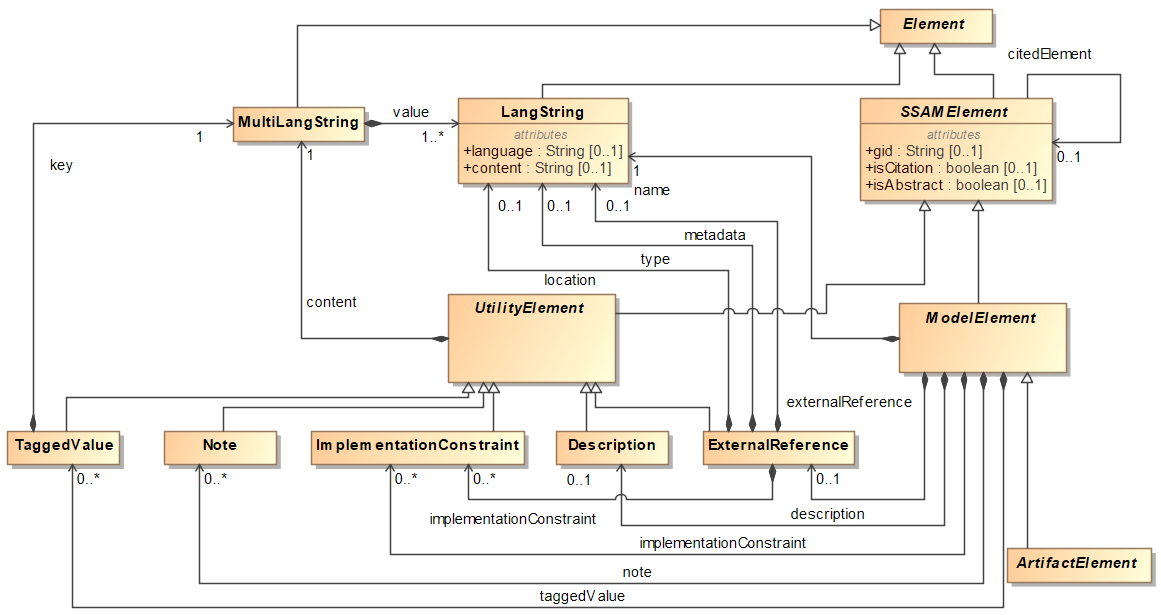 Element
citedElement
MultiLangString
value
1
1..*
LangString
attributes
+language : String [0..1]
+content : String [0..1]
SSAMElement
attributes
+gid : String [0..1]
+isCitation : boolean [0..1]
+isAbstract : boolean [0..1]
0..1
key
1
1
name
0..1
0..1
0..1
metadata
type
location
content
UtilityElement
ModelElement
externalReference
TaggedValue
Note
ImplementationConstraint
Description
ExternalReference
0..*
0..*
0..*
0..*
0..1
0..1
implementationConstraint
description
implementationConstraint
ArtifactElement
note
taggedValue